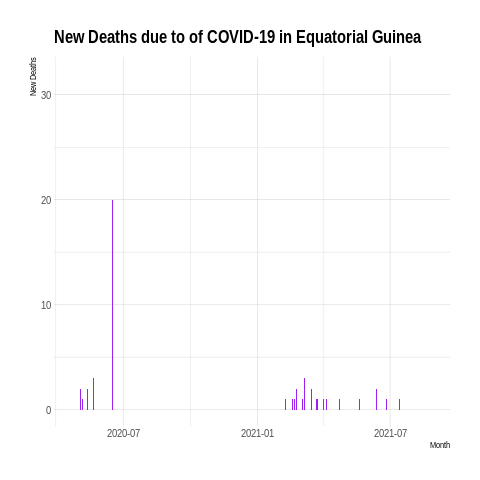 New Deaths due to of COVID-19 in Equatorial Guinea
New Deaths
30
20
10
0
2020-07 2021-01 2021-07
Month